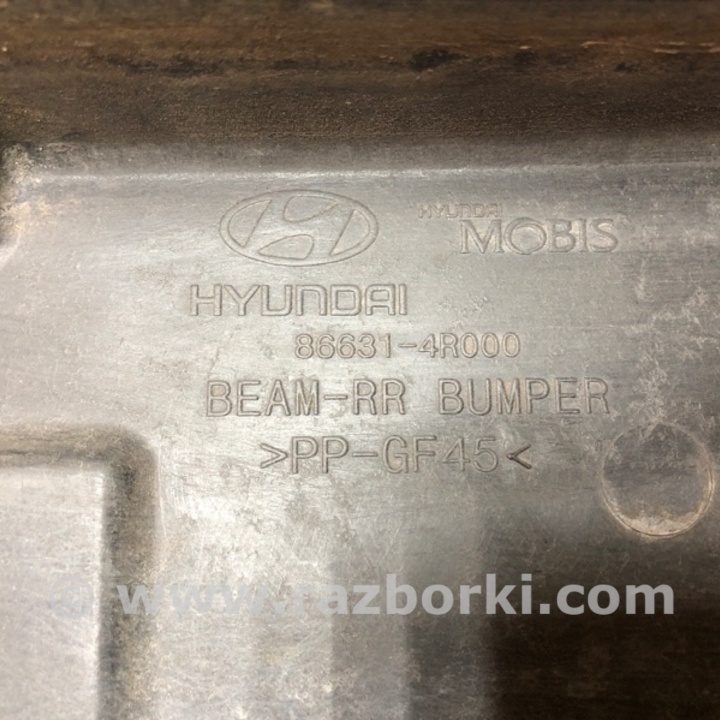 HYUNDAI
MOBIS
HYUNDAI
86631-4R000
BEAM-RR BUMPER
>PP-GF45<
© www.razborki.com